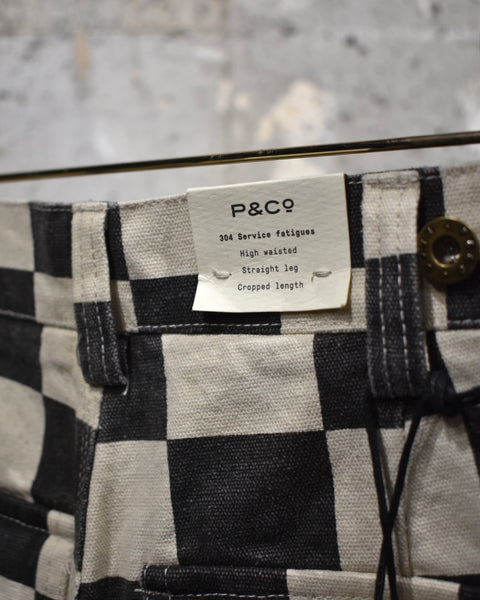 P&Co
304 Service fatigues
High waisted
Straight leg
Cropped length